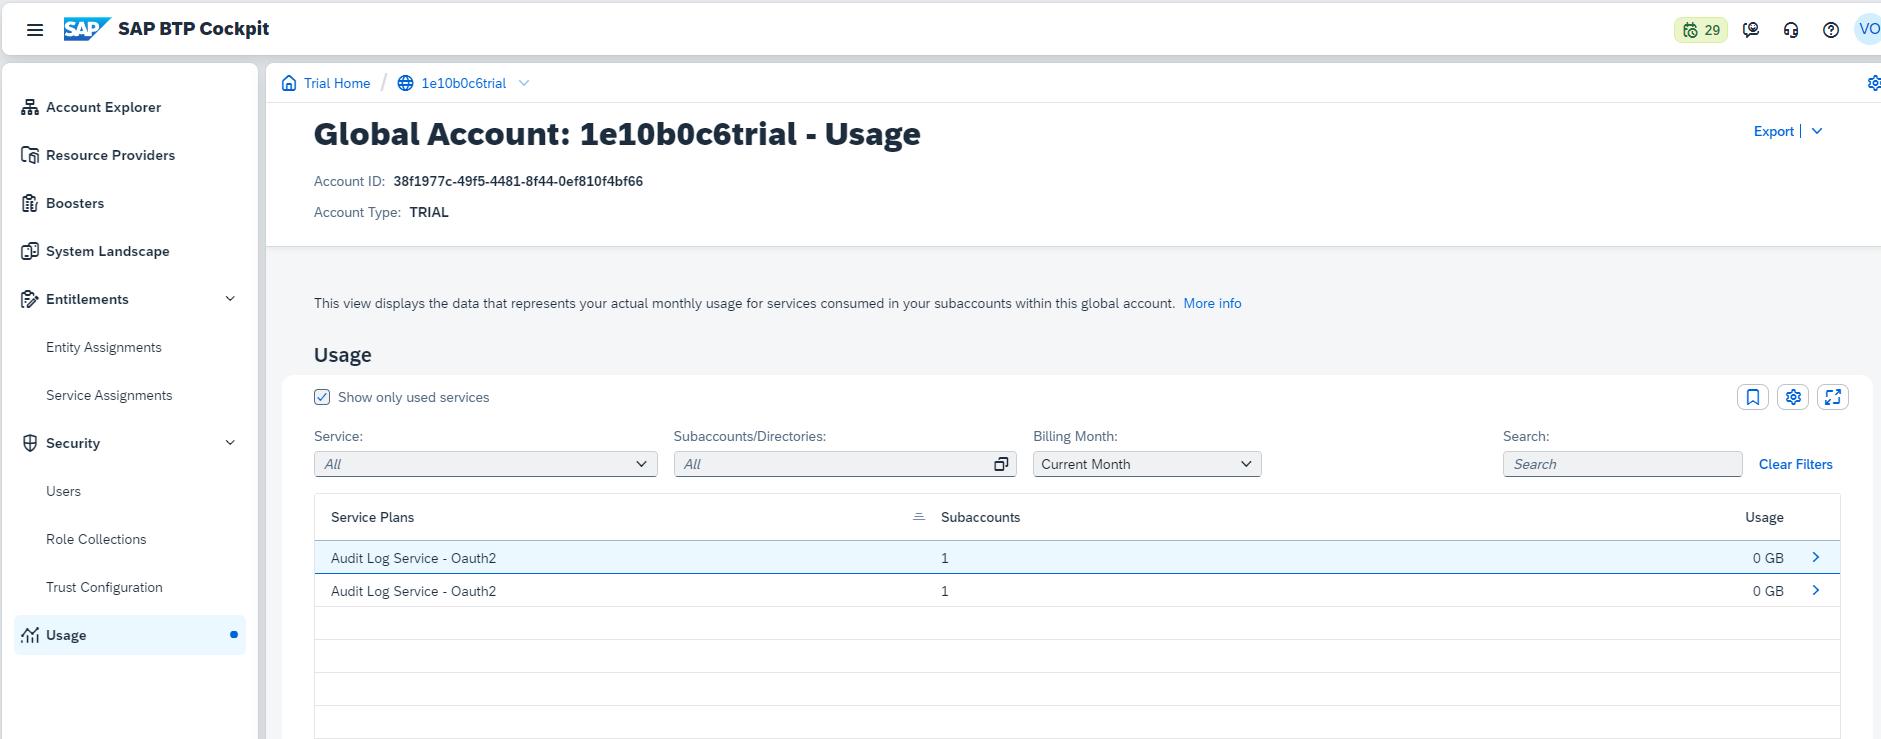 SAP SAP BTP Cockpit 29 VO
Trial Home / 1e10b0c6trial
Account Explorer
Resource Providers
Boosters
System Landscape
Entitlements
Entity Assignments
Service Assignments
Security
Users
Role Collections
Trust Configuration
Usage
Global Account: 1e10b0c6trial - Usage
Export
Account ID: 38f1977c-49f5-4481-8f44-0ef810f4bf66
Account Type: TRIAL
This view displays the data that represents your actual monthly usage for services consumed in your subaccounts within this global account. More info
Usage
Show only used services
Service: Subaccounts/Directories: Billing Month: Search:
All All Current Month Search Clear Filters
Service Plans Subaccounts Usage
Audit Log Service - Oauth2 1 0 GB
Audit Log Service - Oauth2 1 0 GB